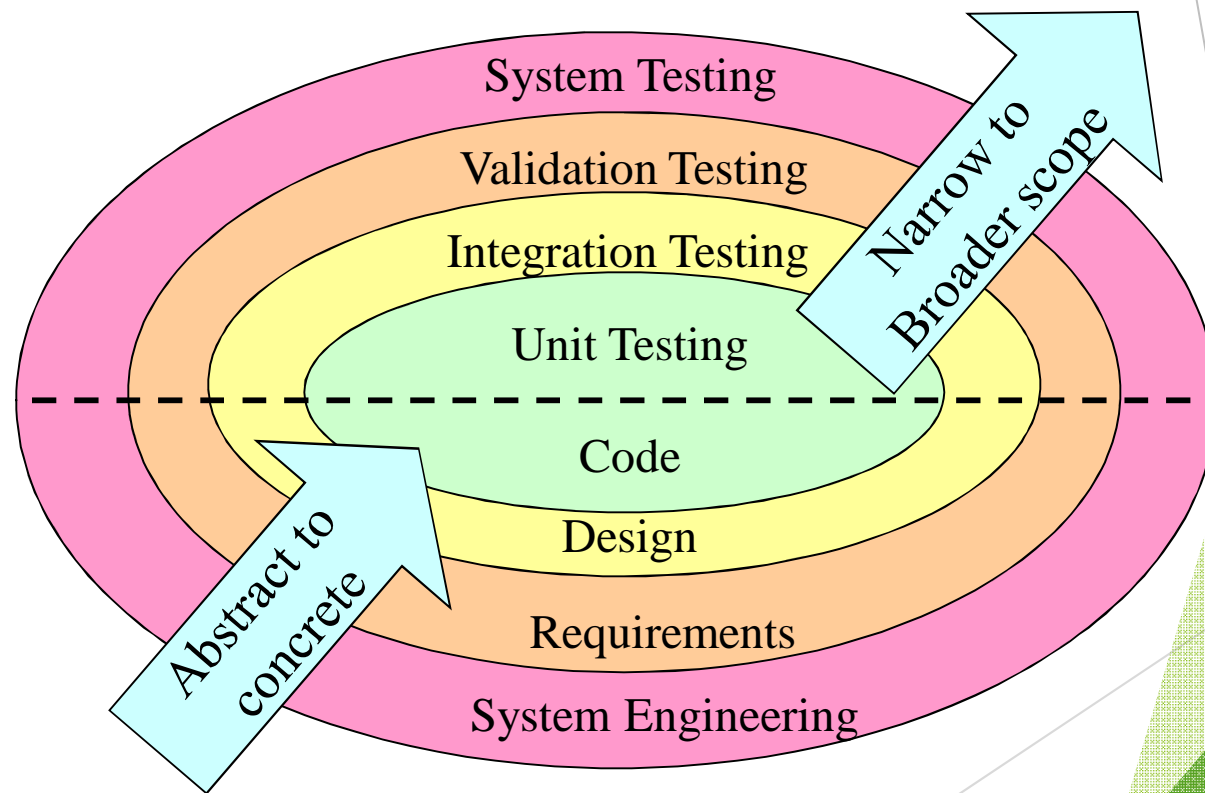 System Testing
Validation Testing
Integration Testing
Unit Testing
Narrow to
Broader scope
Code
Design
Requirements
System Engineering
Abstract to
concrete